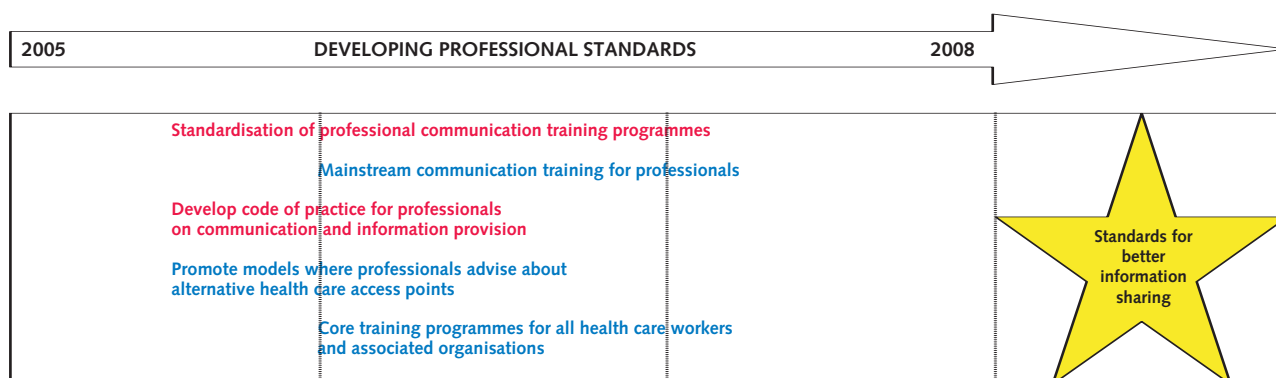 2005 DEVELOPING PROFESSIONAL STANDARDS 2008
Standardisation of professional communication training programmes
Mainstream communication training for professionals
Develop code of practice for professionals
on communication and information provision
Promote models where professionals advise about
alternative health care access points
Core training programmes for all health care workers
and associated organisations
Standards for
better
information
sharing